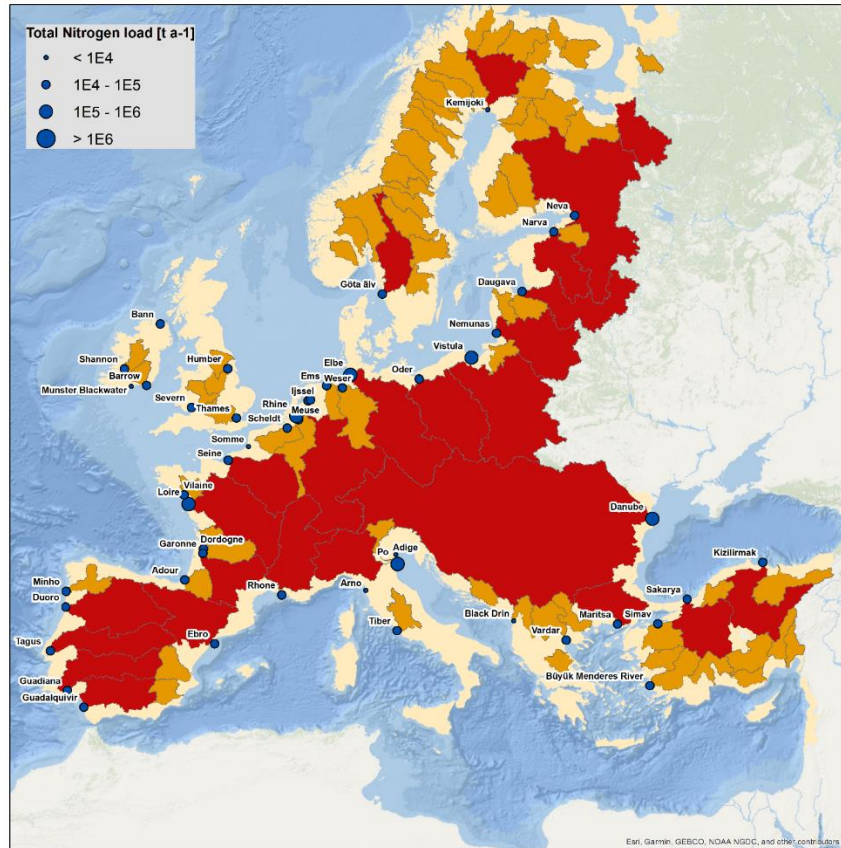 Total Nitrogen load [t a-1]
< 1E4
1E4 - 1E5
1E5 - 1E6
> 1E6
Kemijoki
Neva
Narva
Göta älv
Daugava
Bann
Nemunas
Vistula
Shannon
Humber
Elbe
Barrow
Ems
Weser
Oder
Munster Blackwater
Ijssel
Severn
Rhine
Thames
Meuse
Scheldt
Somme
Seine
Vilaine
Loire
Danube
Garonne
Dordogne
Po
Adige
Kizilirmak
Adour
Rhone
Arno
Minho
Sakarya
Duoro
Black Drin
Maritsa
Simav
Ebro
Tiber
Vardar
Tagus
Büyük Menderes River
Guadiana
Guadalquivir
Esri, Garmin, GEBCO, NOAA NGDC, and other contributors